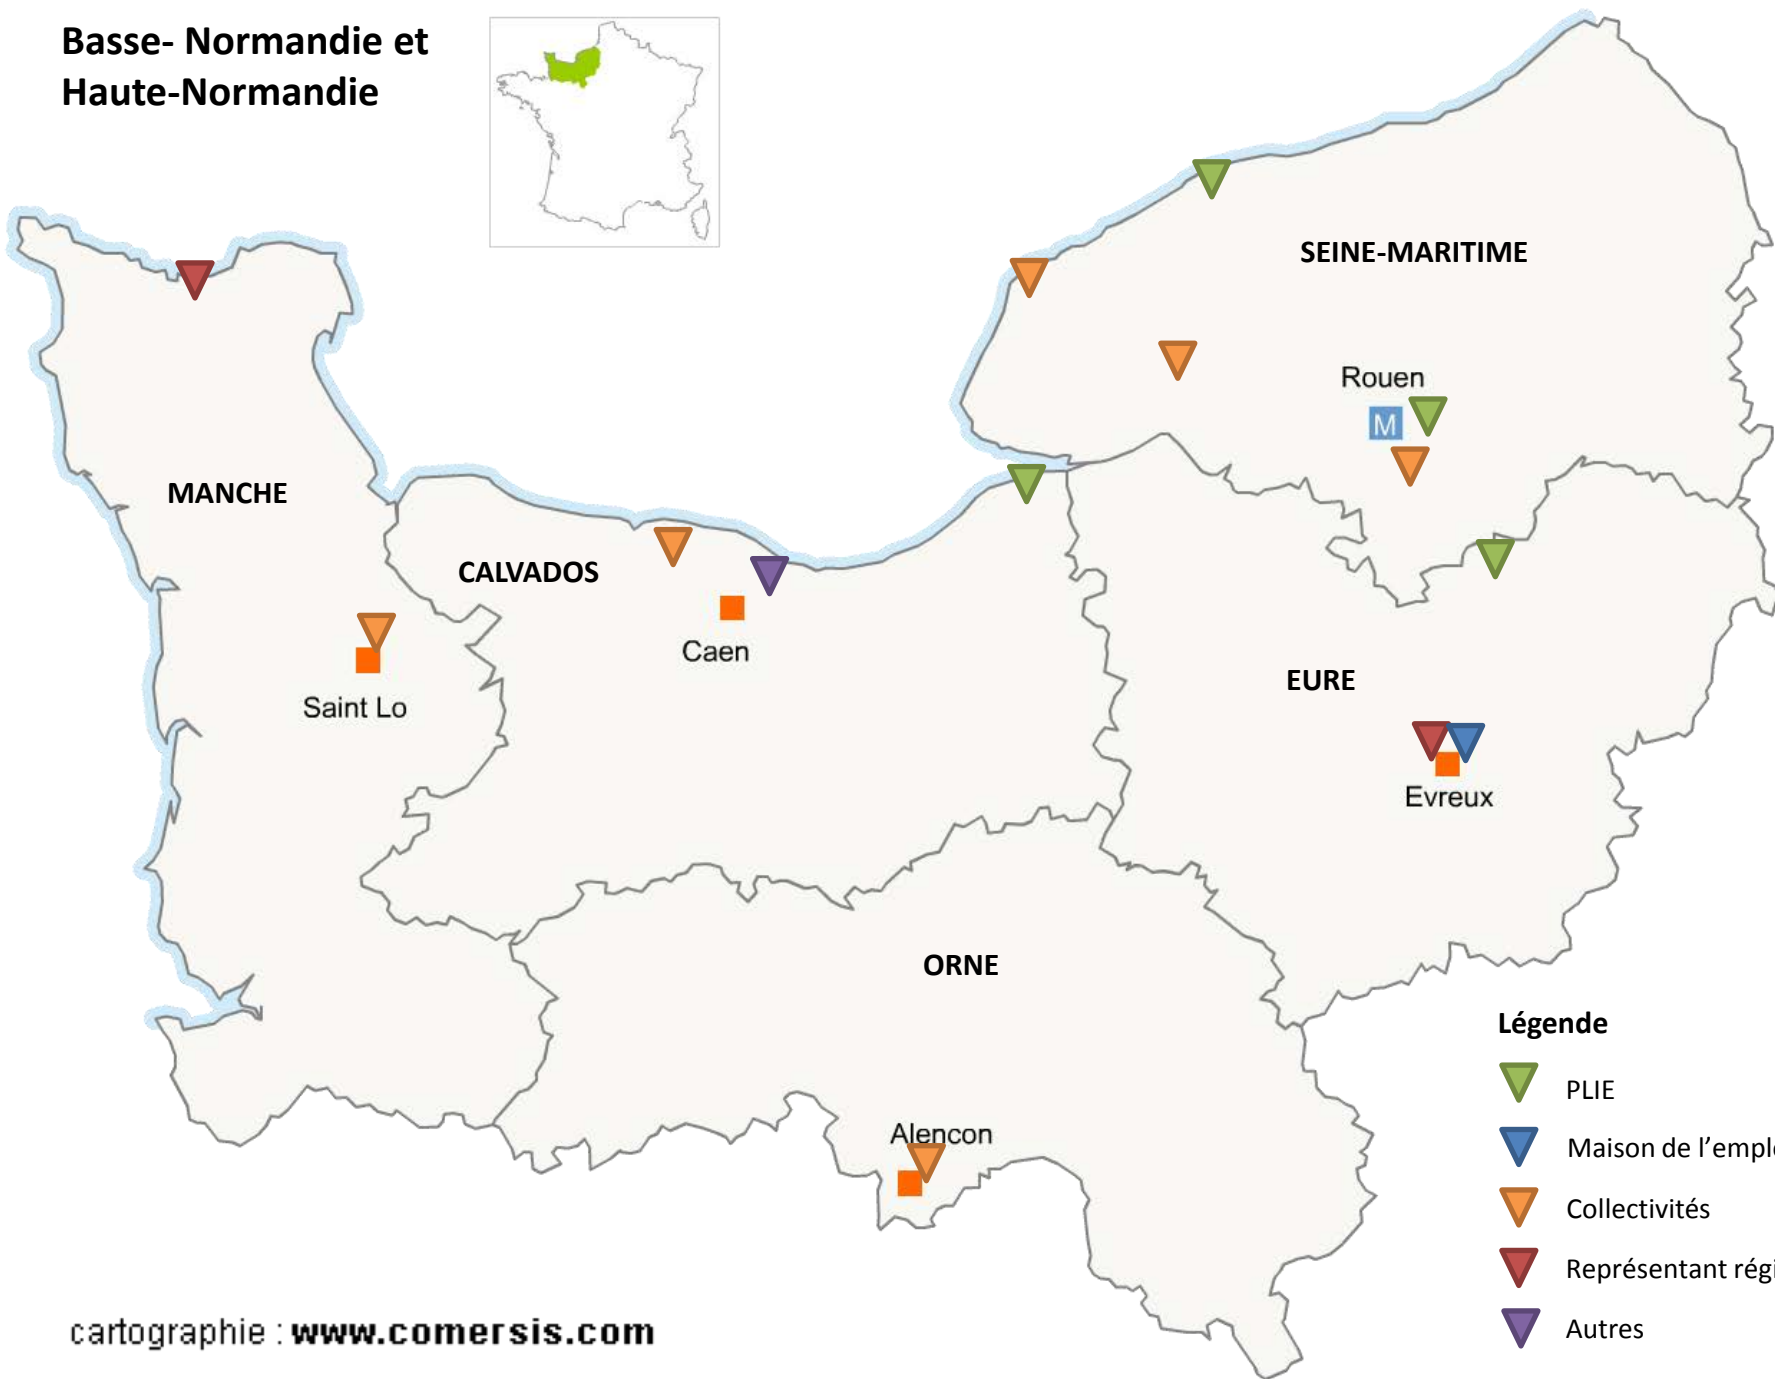 Basse- Normandie et
Haute-Normandie
SEINE-MARITIME
Rouen
M
MANCHE
CALVADOS
Caen
EURE
Saint Lo
Evreux
ORNE
Alencon
Légende
PLIE
Maison de l'emplo
Collectivités
Représentant régi
Autres
cartographie : www.comersis.com